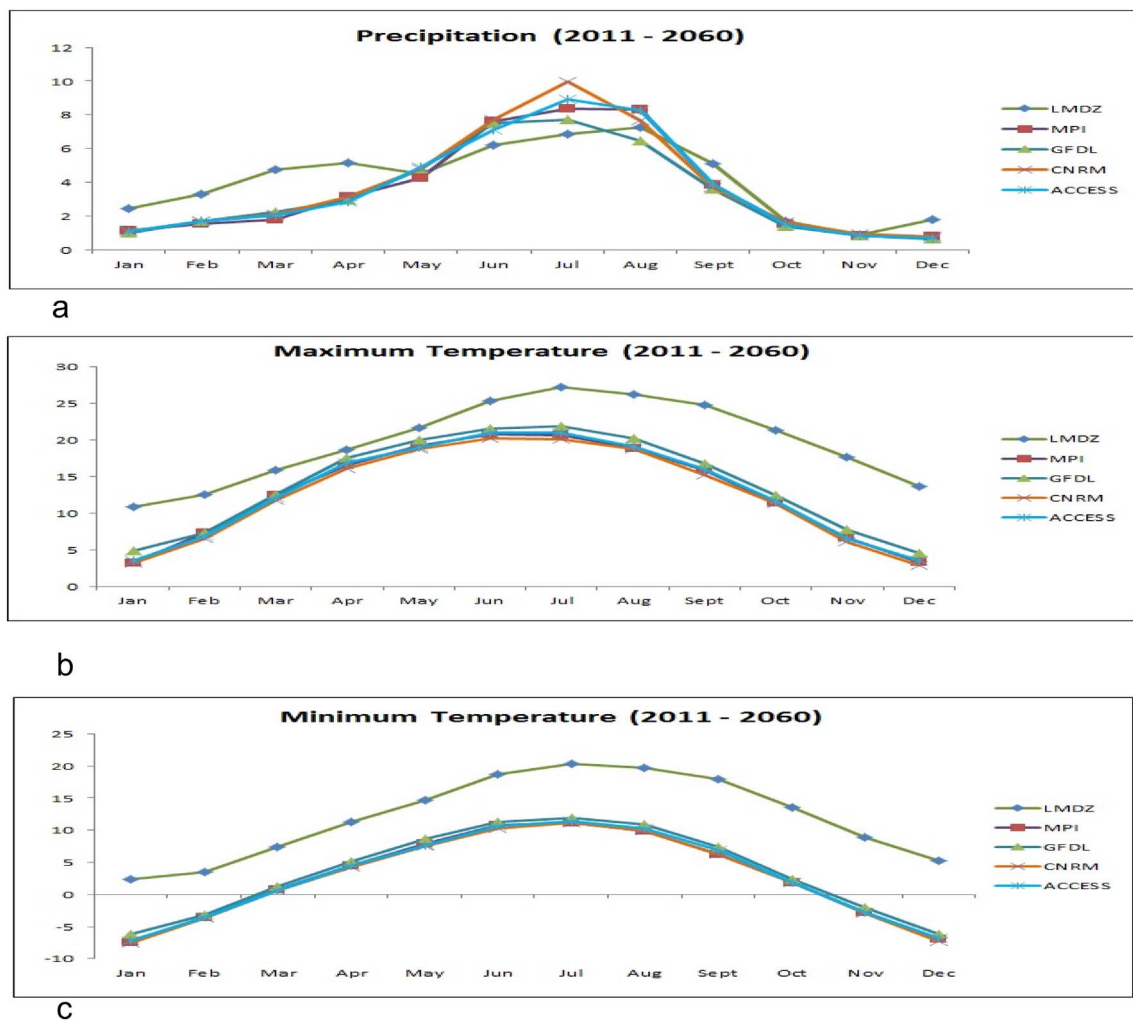 Precipitation (2011 - 2060)
12
10
8
6
4
2
0
Jan Feb Mar Apr May Jun Jul Aug Sept Oct Nov Dec
LMDZ
MPI
GFDL
CNRM
ACCESS
a
Maximum Temperature (2011 - 2060)
30
25
20
15
10
5
0
Jan Feb Mar Apr May Jun Jul Aug Sept Oct Nov Dec
LMDZ
MPI
GFDL
CNRM
ACCESS
b
Minimum Temperature (2011 - 2060)
25
20
15
10
5
0
-5
-10
Jan Feb Mar Apr May Jun Jul Aug Sept Oct Nov Dec
LMDZ
MPI
GFDL
CNRM
ACCESS
c